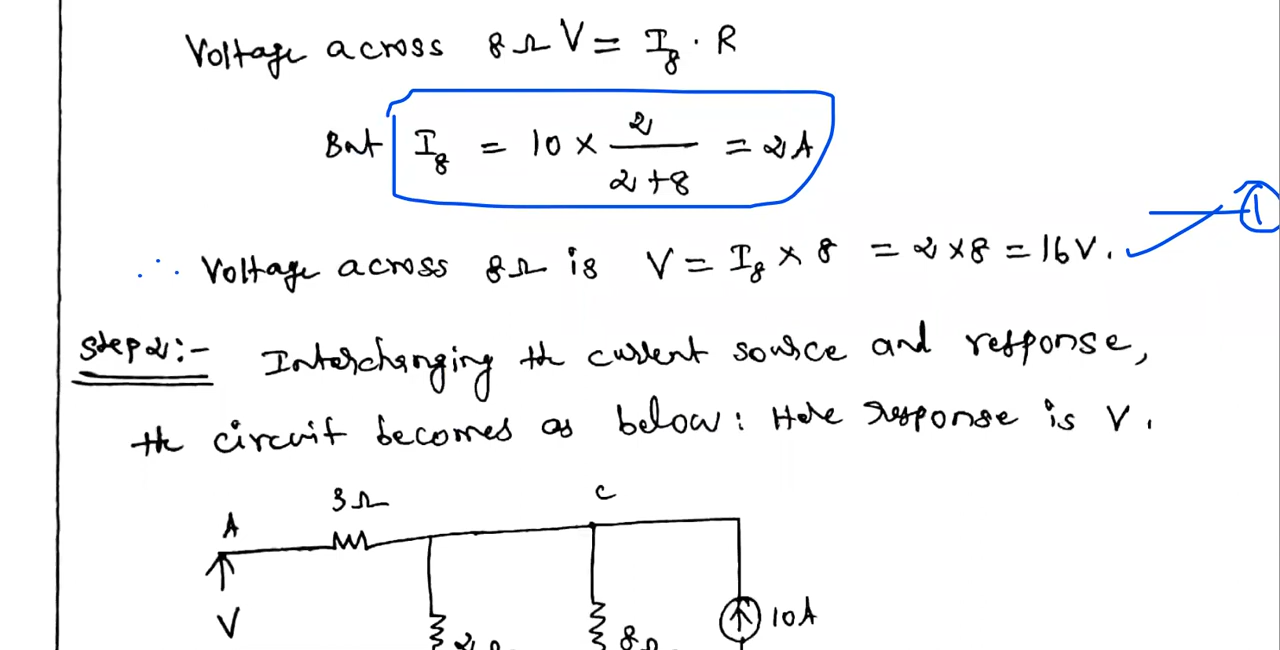 Voltage across 8Ω V = I₈ · R
But I₈ = 10 × 2/(2+8) = 2A
①
∴ Voltage across 8Ω is V = I₈ × 8 = 2×8 = 16V.
Step2:- Interchanging the current source and response,
the circuit becomes as below: Here response is V.
3Ω C
A
V 2Ω 8Ω 10A